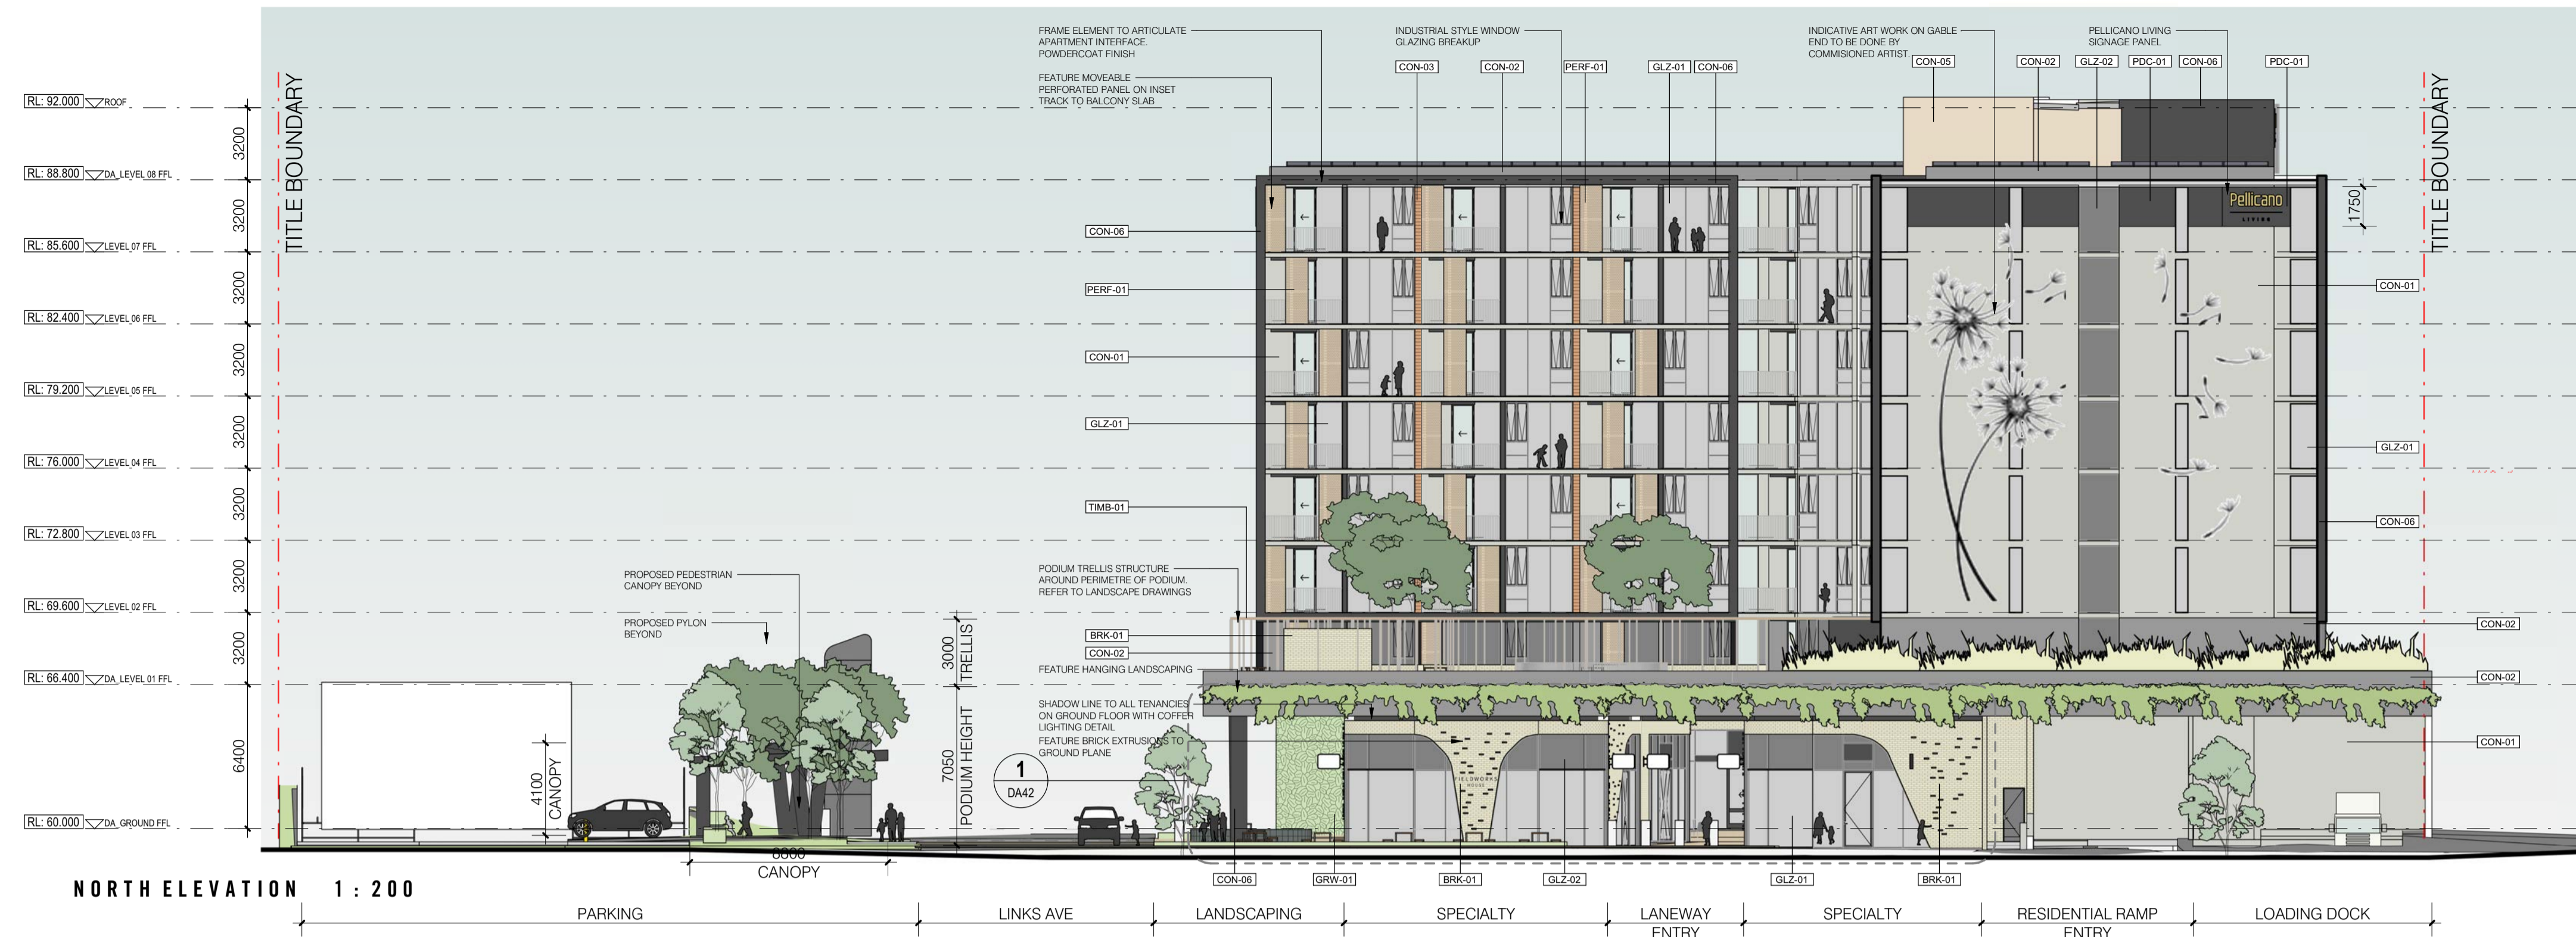 FRAME ELEMENT TO ARTICULATE
APARTMENT INTERFACE.
POWDERCOAT FINISH
INDUSTRIAL STYLE WINDOW
GLAZING BREAKUP
INDICATIVE ART WORK ON GABLE
END TO BE DONE BY
COMMISIONED ARTIST.
PELLICANO LIVING
SIGNAGE PANEL
FEATURE MOVEABLE
PERFORATED PANEL ON INSET
TRACK TO BALCONY SLAB
CON-03
CON-02
PERF-01
GLZ-01
CON-06
CON-05
CON-02
GLZ-02
PDC-01
CON-06
PDC-01
TITLE BOUNDARY
TITLE BOUNDARY
RL: 92.000 ROOF
3200
RL: 88.800 DA_LEVEL 08 FFL
3200
RL: 85.600 LEVEL 07 FFL
3200
RL: 82.400 LEVEL 06 FFL
3200
RL: 79.200 LEVEL 05 FFL
3200
RL: 76.000 LEVEL 04 FFL
3200
RL: 72.800 LEVEL 03 FFL
3200
RL: 69.600 LEVEL 02 FFL
3200
RL: 66.400 DA_LEVEL 01 FFL
6400
RL: 60.000 DA_GROUND FFL
Pellicano
LIVING
1750
CON-06
PERF-01
CON-01
GLZ-01
TIMB-01
CON-01
GLZ-01
CON-06
CON-02
CON-02
CON-01
PROPOSED PEDESTRIAN
CANOPY BEYOND
PROPOSED PYLON
BEYOND
PODIUM TRELLIS STRUCTURE
AROUND PERIMETRE OF PODIUM.
REFER TO LANDSCAPE DRAWINGS
BRK-01
CON-02
FEATURE HANGING LANDSCAPING
SHADOW LINE TO ALL TENANCIES
ON GROUND FLOOR WITH COFFER
LIGHTING DETAIL
FEATURE BRICK EXTRUSIONS TO
GROUND PLANE
3000
TRELLIS
7050
PODIUM HEIGHT
4100
CANOPY
8800
CANOPY
1
DA42
FIELDWORKS
HOUSE
CON-06
GRW-01
BRK-01
GLZ-02
GLZ-01
BRK-01
NORTH ELEVATION 1 : 200
PARKING
LINKS AVE
LANDSCAPING
SPECIALTY
LANEWAY
ENTRY
SPECIALTY
RESIDENTIAL RAMP
ENTRY
LOADING DOCK